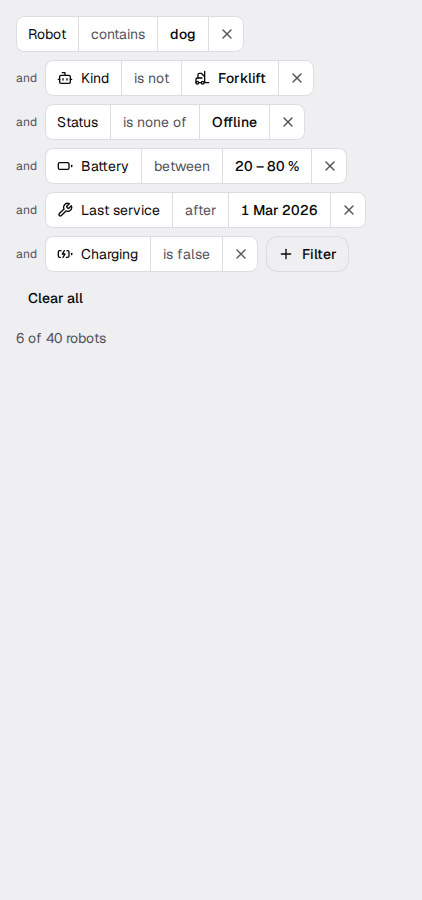 Robot contains dog
and Kind is not Forklift
and Status is none of Offline
and Battery between 20 – 80 %
and Last service after 1 Mar 2026
and Charging is false Filter
Clear all
6 of 40 robots